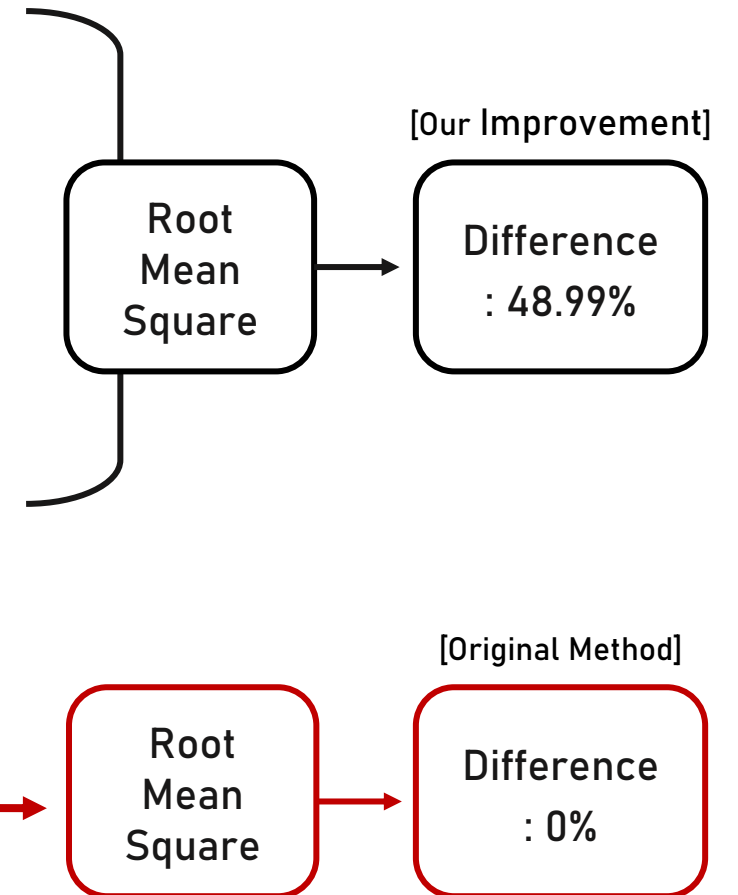 [Our Improvement]
Root
Mean
Square
Difference
: 48.99%
[Original Method]
Root
Mean
Square
Difference
: 0%